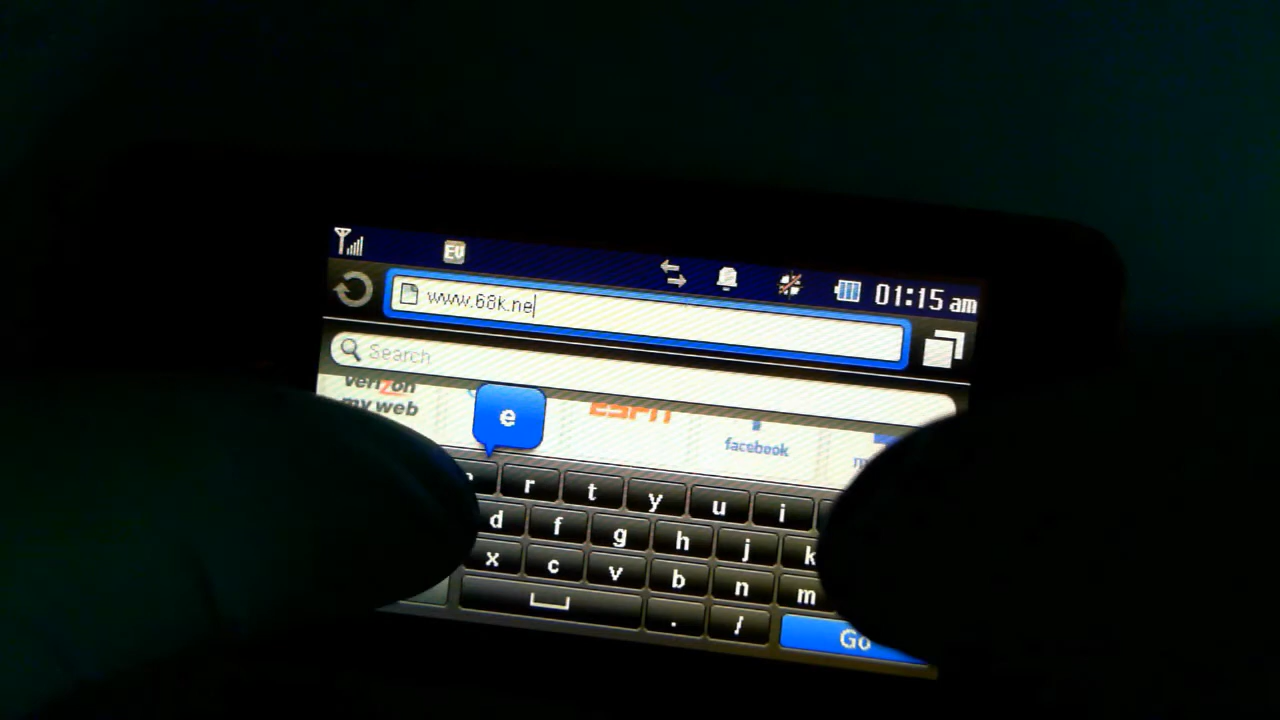 EV
01:15 am
www.68k.ne
Search
verizon
my web
e
ESPN
facebook
r t y u i
d f g h j k
x c v b n m
. /
Go